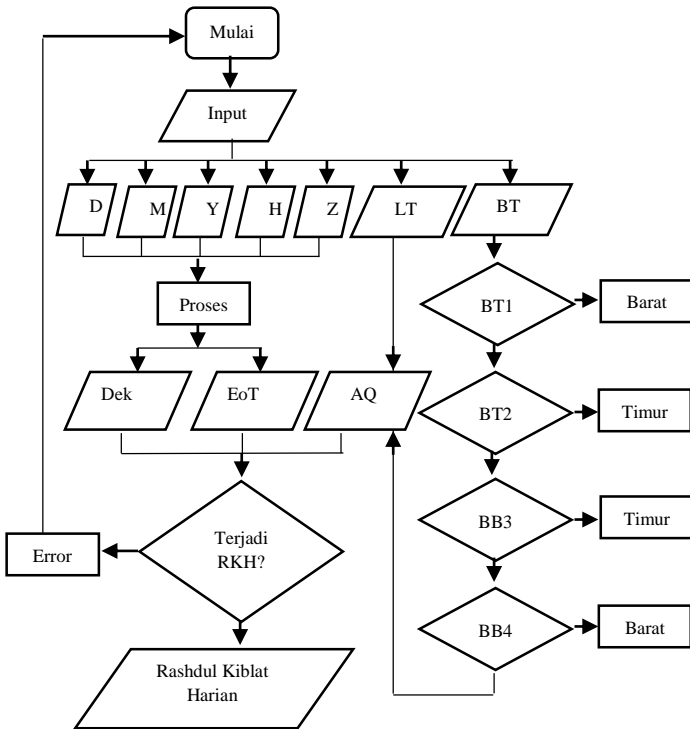 Mulai
Input
D
M
Y
H
Z
LT
BT
Proses
BT1
Barat
Dek
EoT
AQ
BT2
Timur
Terjadi
RKH?
Error
BB3
Timur
BB4
Barat
Rashdul Kiblat
Harian